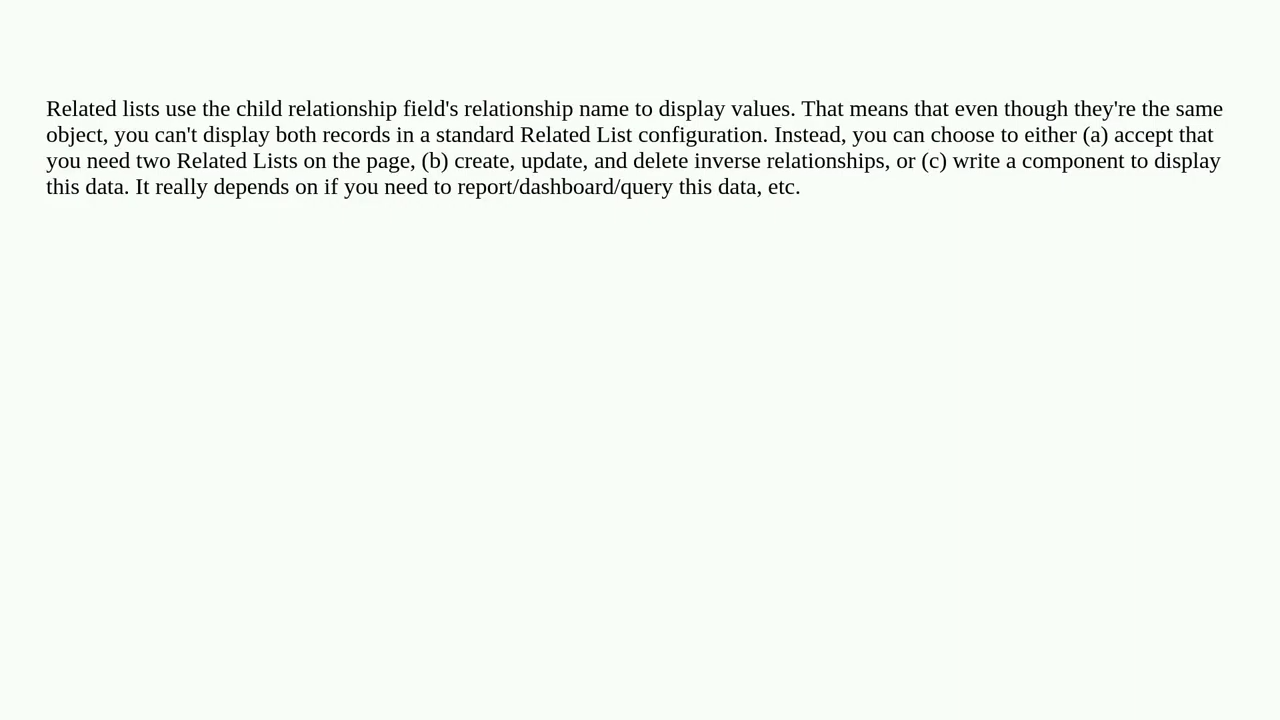 Related lists use the child relationship field's relationship name to display values. That means that even though they're the same
object, you can't display both records in a standard Related List configuration. Instead, you can choose to either (a) accept that
you need two Related Lists on the page, (b) create, update, and delete inverse relationships, or (c) write a component to display
this data. It really depends on if you need to report/dashboard/query this data, etc.